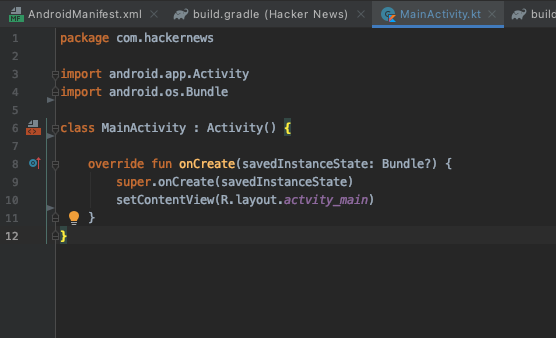 AndroidManifest.xml × build.gradle (Hacker News) × MainActivity.kt × build
1 package com.hackernews
2
3 import android.app.Activity
4 import android.os.Bundle
5
6 class MainActivity : Activity() {
7
8 override fun onCreate(savedInstanceState: Bundle?) {
9 super.onCreate(savedInstanceState)
10 setContentView(R.layout.actvity_main)
11 }
12 }